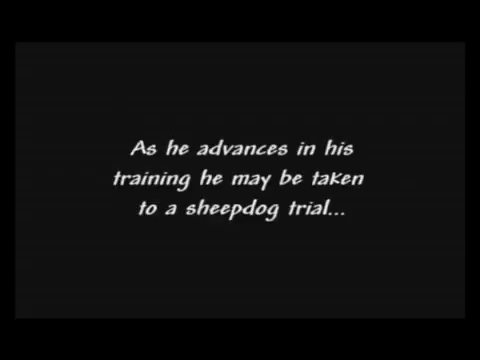 As he advances in his
training he may be taken
to a sheepdog trial...